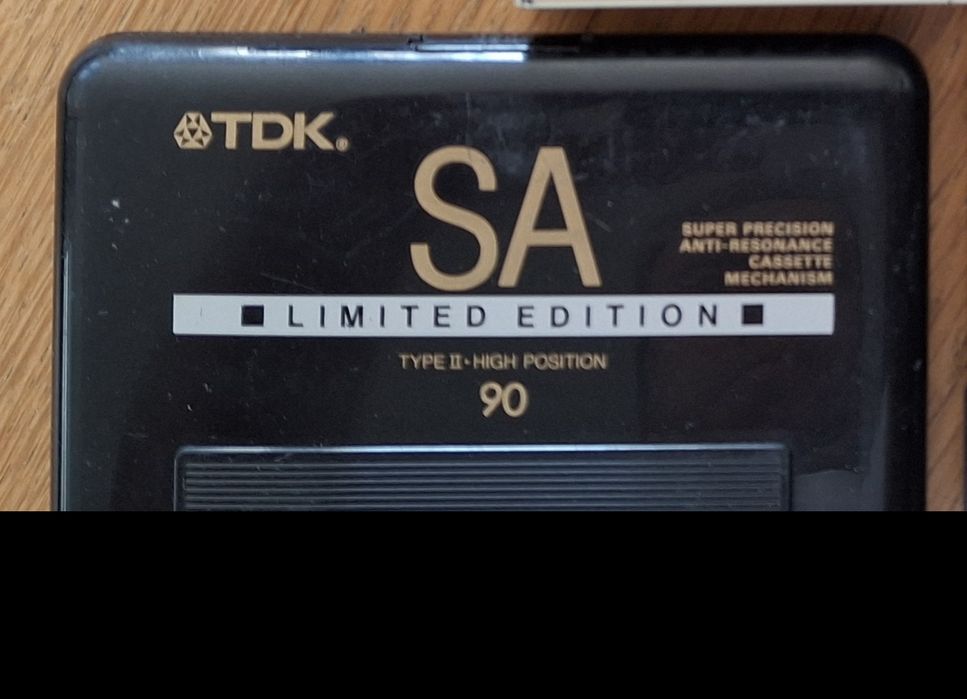 TDK®
SA
SUPER PRECISION
ANTI-RESONANCE
CASSETTE
MECHANISM
LIMITED EDITION
TYPE II • HIGH POSITION
90